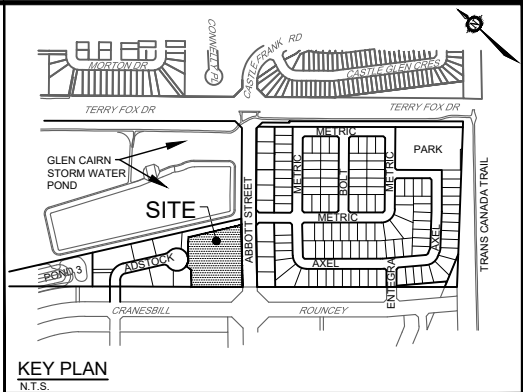 CONNELLY PL
CASTLE FRANK RD
MORTON DR
CASTLE GLEN CRES
TERRY FOX DR
TERRY FOX DR
METRIC
PARK
GLEN CAIRN
STORM WATER
POND
METRIC
BOLT
METRIC
ABBOTT STREET
TRANS CANADA TRAIL
SITE
METRIC
AXEL
ADSTOCK
POND 3
AXEL
ENTEGRA
CRANESBILL
ROUNCEY
KEY PLAN
N.T.S.